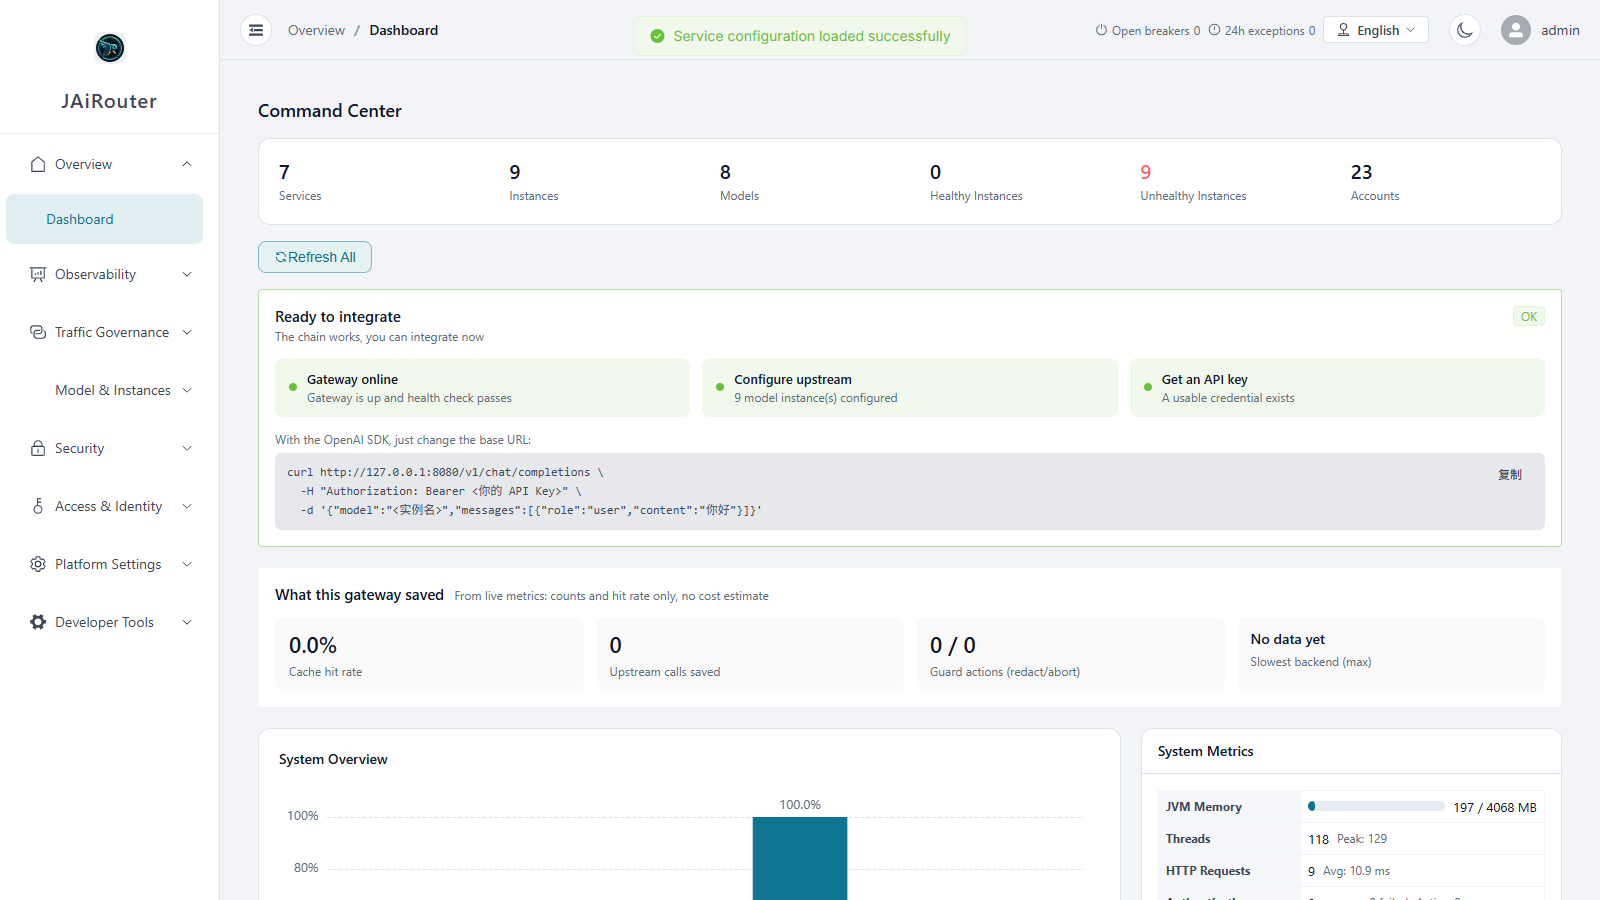 JAiRouter
Overview
Dashboard
Observability
Traffic Governance
Model & Instances
Security
Access & Identity
Platform Settings
Developer Tools
Overview / Dashboard
Service configuration loaded successfully
Open breakers 0
24h exceptions 0
English
admin
Command Center
7
Services
9
Instances
8
Models
0
Healthy Instances
9
Unhealthy Instances
23
Accounts
Refresh All
Ready to integrate
OK
The chain works, you can integrate now
Gateway online
Gateway is up and health check passes
Configure upstream
9 model instance(s) configured
Get an API key
A usable credential exists
With the OpenAI SDK, just change the base URL:
curl http://127.0.0.1:8080/v1/chat/completions \
-H "Authorization: Bearer <你的 API Key>" \
-d '{"model":"<实例名>","messages":[{"role":"user","content":"你好"}]}'
复制
What this gateway saved From live metrics: counts and hit rate only, no cost estimate
0.0%
Cache hit rate
0
Upstream calls saved
0 / 0
Guard actions (redact/abort)
No data yet
Slowest backend (max)
System Overview
100.0%
100%
80%
System Metrics
JVM Memory 197 / 4068 MB
Threads 118 Peak: 129
HTTP Requests 9 Avg: 10.9 ms